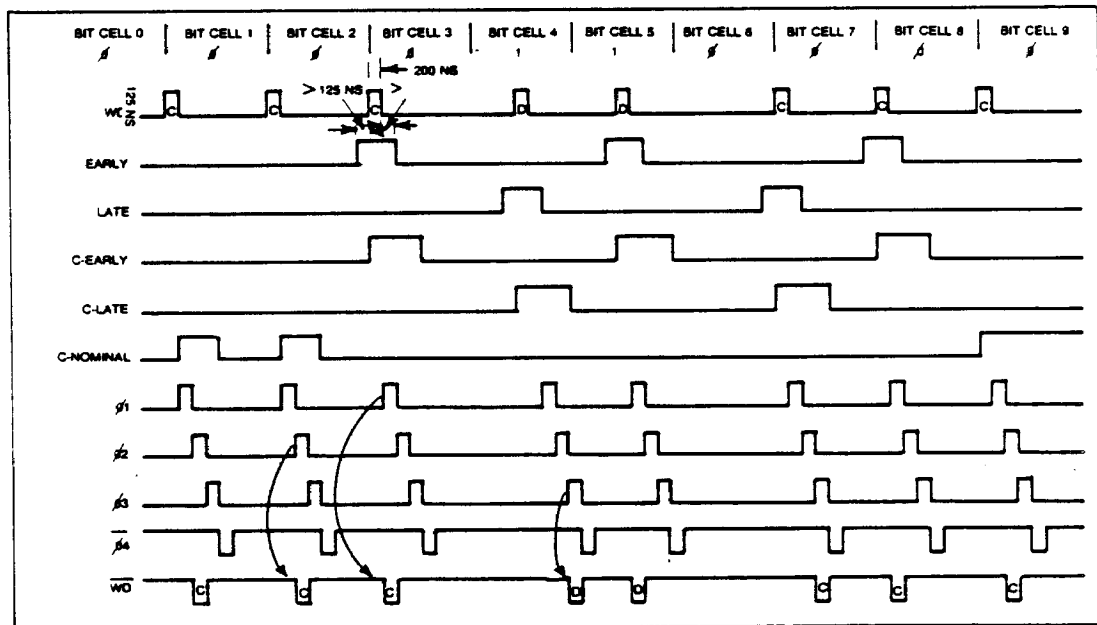 BIT CELL 0 BIT CELL 1 BIT CELL 2 BIT CELL 3 BIT CELL 4 BIT CELL 5 BIT CELL 6 BIT CELL 7 BIT CELL 8 BIT CELL 9
Ø Ø Ø Ø 1 1 Ø Ø Ø Ø
200 NS
> 125 NS >
WD 125 NS C C C D D C C C
EARLY
LATE
C-EARLY
C-LATE
C-NOMINAL
Ø1
Ø2
Ø3
Ø4
WD C C C D D C C C